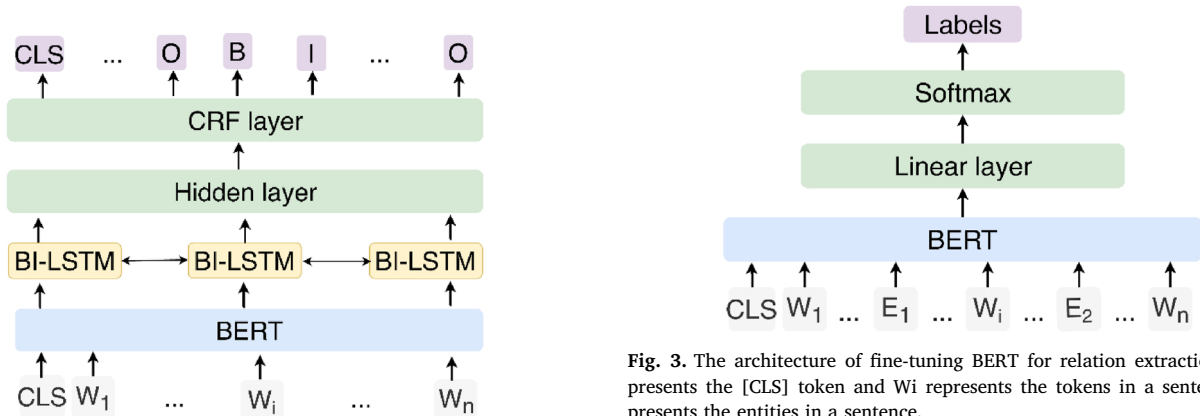 CLS ... O B I ... O
CRF layer
Hidden layer
BI-LSTM BI-LSTM BI-LSTM
BERT
CLS W1 ... Wi ... Wn
Labels
Softmax
Linear layer
BERT
CLS W1 ... E1 ... Wi ... E2 ... Wn
Fig. 3. The architecture of fine-tuning BERT for relation
presents the [CLS] token and Wi represents the tokens in a
presents the entities in a sentence.